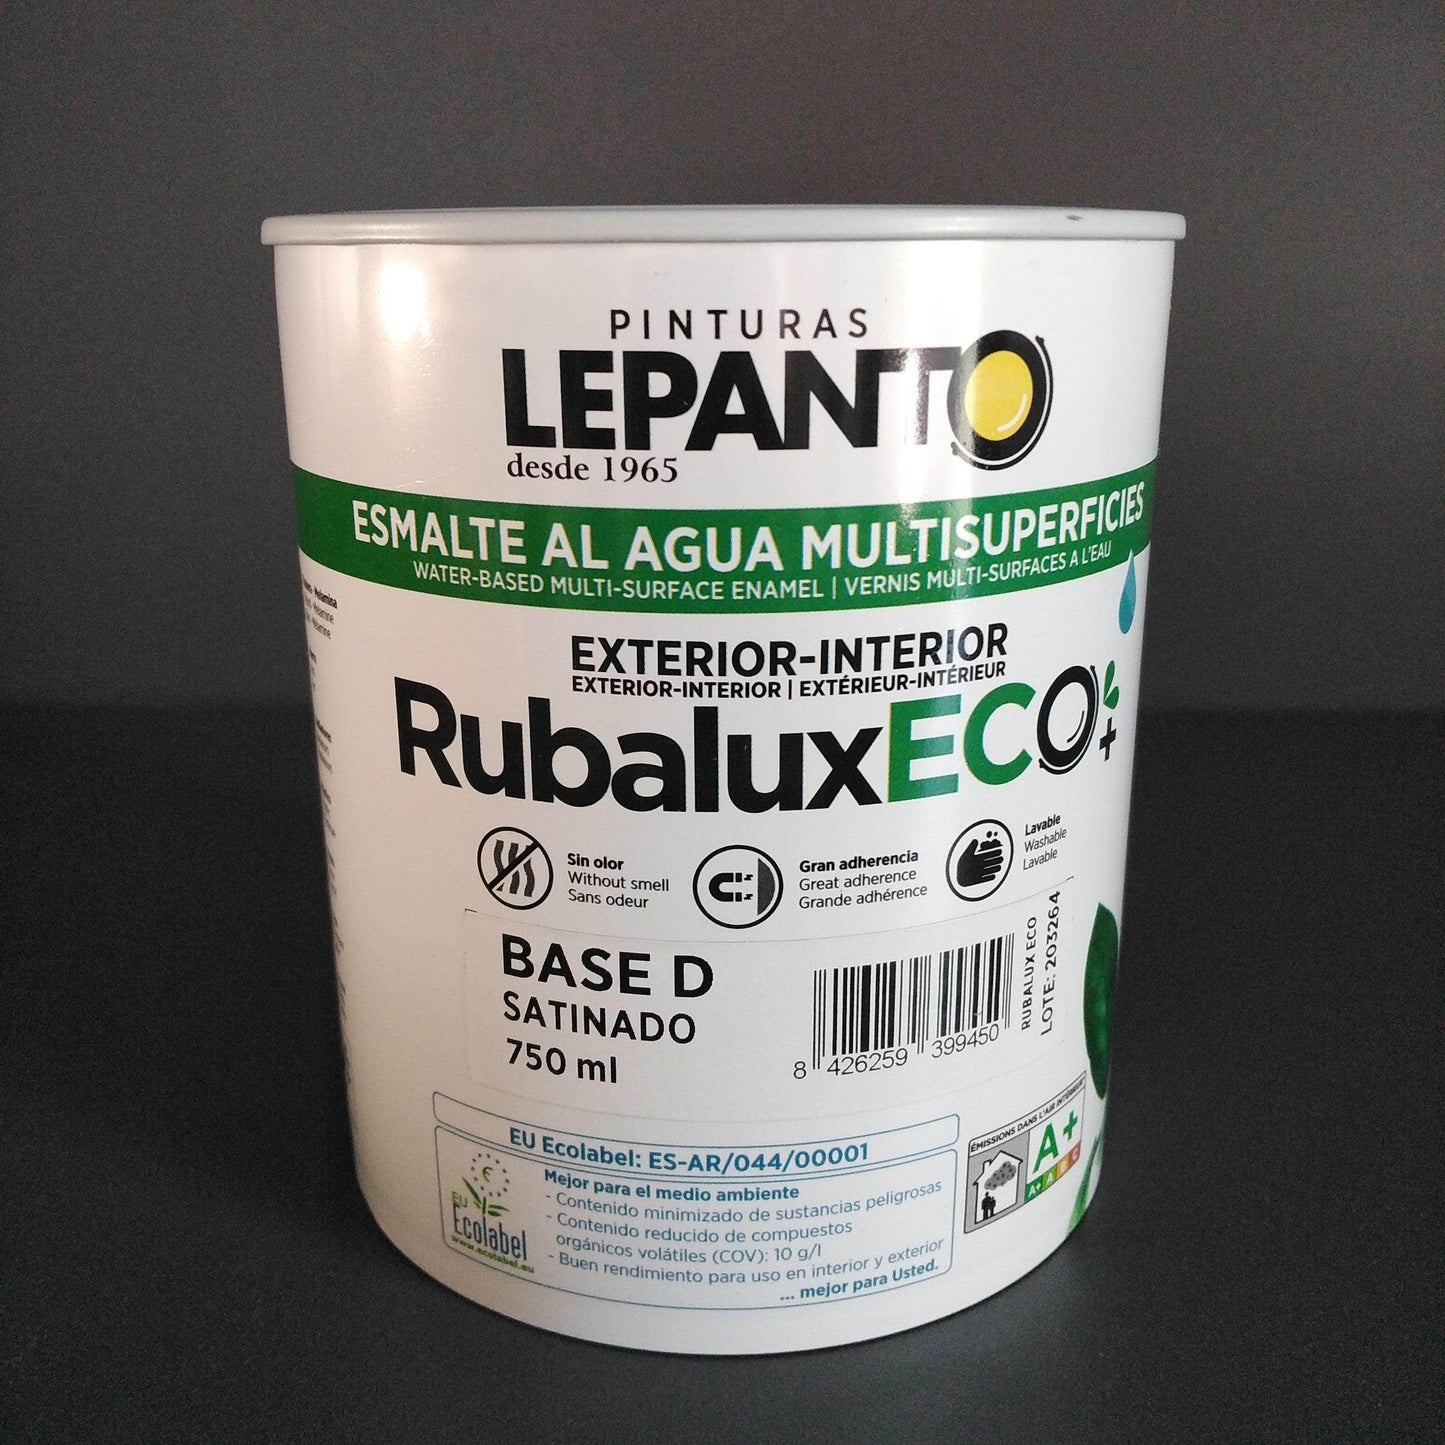 PINTURAS
LEPANTO
desde 1965
ESMALTE AL AGUA MULTISUPERFICIES
WATER-BASED MULTI-SURFACE ENAMEL | VERNIS MULTI-SURFACES A L'EAU
Melamina
EXTERIOR-INTERIOR
EXTERIOR-INTERIOR | EXTÉRIEUR-INTÉRIEUR
RubaluxECO+
Sin olor
Without smell
Sans odeur
Gran adherencia
Great adherence
Grande adhérence
Lavable
Washable
Lavable
BASE D
SATINADO
750 ml
8 426259 399450
RUBALUX ECO
LOTE: 203264
EU Ecolabel: ES-AR/044/00001
EU
Ecolabel
www.ecolabel.eu
Mejor para el medio ambiente
- Contenido minimizado de sustancias peligrosas
- Contenido reducido de compuestos
orgánicos volátiles (COV): 10 g/l
- Buen rendimiento para uso en interior y exterior
... mejor para Usted.
ÉMISSIONS DANS L'AIR INTÉRIEUR
A+
A+ A B C